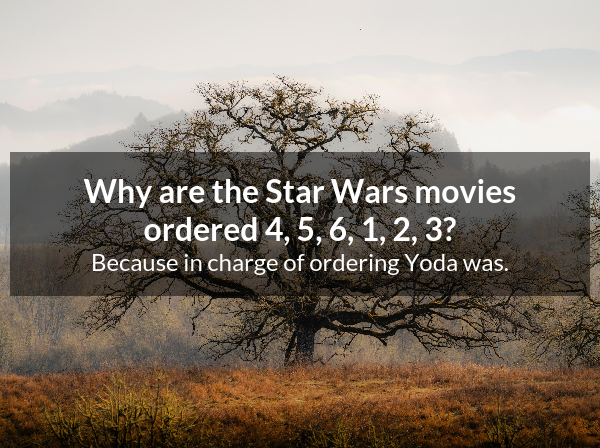 Why are the Star Wars movies
ordered 4, 5, 6, 1, 2, 3?
Because in charge of ordering Yoda was.